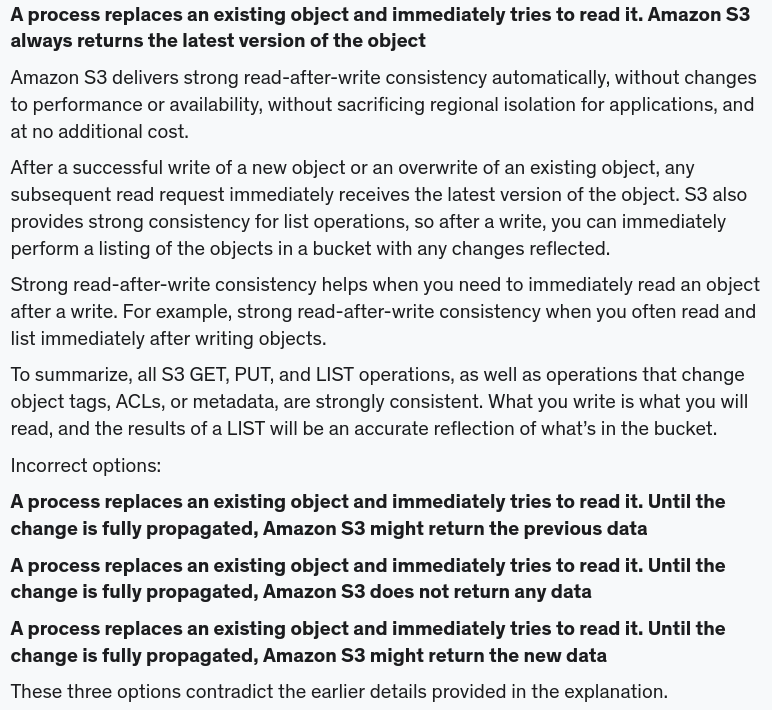 A process replaces an existing object and immediately tries to read it. Amazon S3
always returns the latest version of the object
Amazon S3 delivers strong read-after-write consistency automatically, without changes
to performance or availability, without sacrificing regional isolation for applications, and
at no additional cost.
After a successful write of a new object or an overwrite of an existing object, any
subsequent read request immediately receives the latest version of the object. S3 also
provides strong consistency for list operations, so after a write, you can immediately
perform a listing of the objects in a bucket with any changes reflected.
Strong read-after-write consistency helps when you need to immediately read an object
after a write. For example, strong read-after-write consistency when you often read and
list immediately after writing objects.
To summarize, all S3 GET, PUT, and LIST operations, as well as operations that change
object tags, ACLs, or metadata, are strongly consistent. What you write is what you will
read, and the results of a LIST will be an accurate reflection of what’s in the bucket.
Incorrect options:
A process replaces an existing object and immediately tries to read it. Until the
change is fully propagated, Amazon S3 might return the previous data
A process replaces an existing object and immediately tries to read it. Until the
change is fully propagated, Amazon S3 does not return any data
A process replaces an existing object and immediately tries to read it. Until the
change is fully propagated, Amazon S3 might return the new data
These three options contradict the earlier details provided in the explanation.